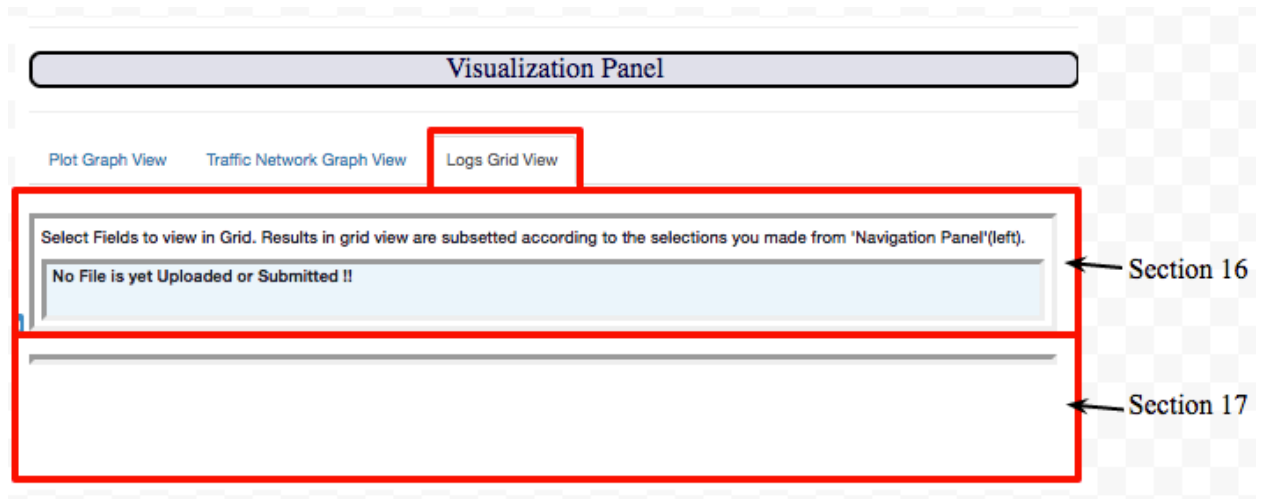 Visualization Panel
Plot Graph View
Traffic Network Graph View
Logs Grid View
Select Fields to view in Grid. Results in grid view are subsetted according to the selections you made from 'Navigation Panel'(left).
No File is yet Uploaded or Submitted !!
Section 16
Section 17